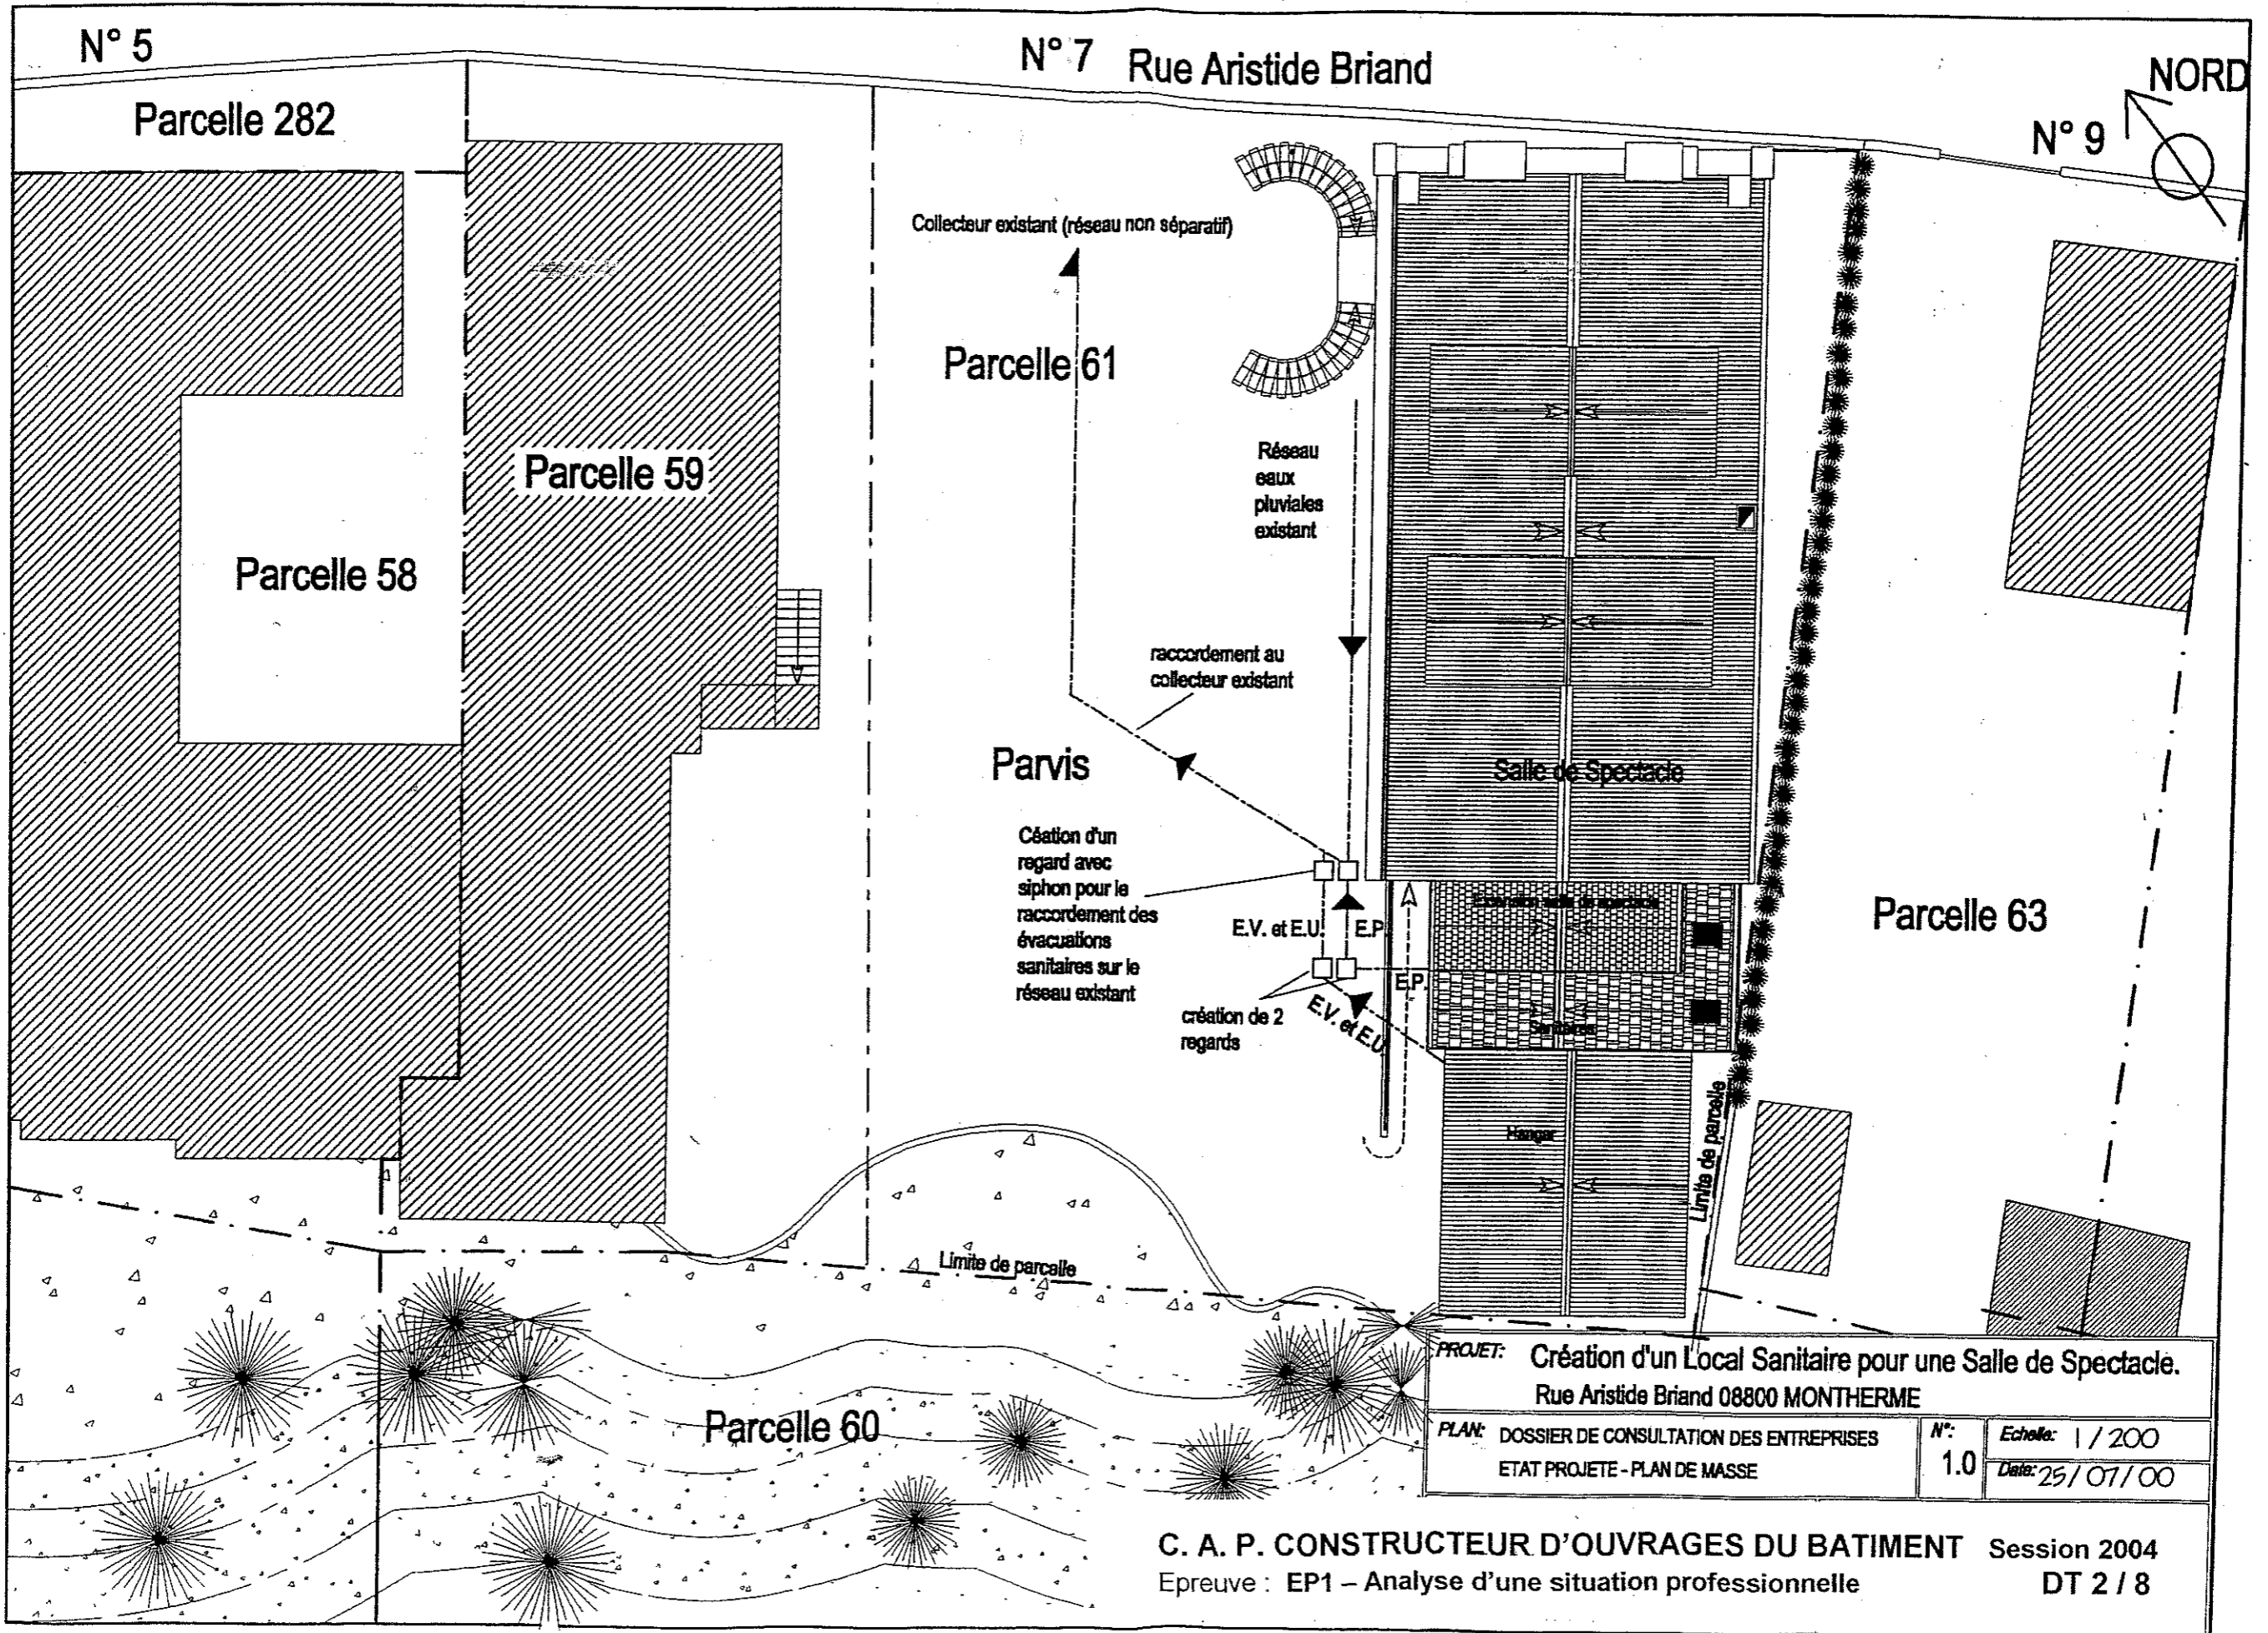 N° 5
N° 7 Rue Aristide Briand
NORD
N° 9
Parcelle 282
Collecteur existant (réseau non séparatif)
Parcelle 61
Réseau
eaux
pluviales
existant
Parcelle 59
Parcelle 58
raccordement au
collecteur existant
Parvis
Salle de Spectacle
Céation d'un
regard avec
siphon pour le
raccordement des
évacuations
sanitaires sur le
réseau existant
E.V. et E.U.
E.P.
Extension salle de spectacle
Parcelle 63
E.P.
création de 2
regards
E.V. et E.U
Sanitaires
Hangar
Limite de parcelle
Limite de parcelle
Parcelle 60
PROJET: Création d'un Local Sanitaire pour une Salle de Spectacle.
Rue Aristide Briand 08800 MONTHERME
PLAN: DOSSIER DE CONSULTATION DES ENTREPRISES
ETAT PROJETE - PLAN DE MASSE
N°:
1.0
Echelle: 1/200
Date: 25/07/00
C. A. P. CONSTRUCTEUR D'OUVRAGES DU BATIMENT Session 2004
Epreuve : EP1 – Analyse d'une situation professionnelle DT 2 / 8